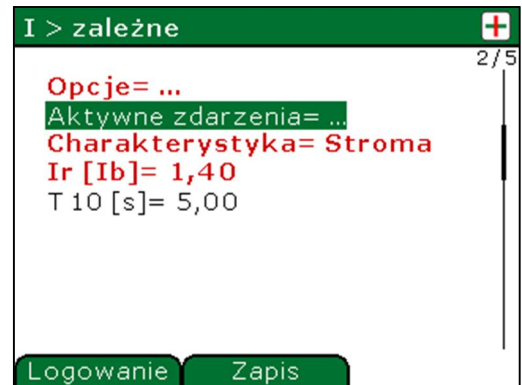 I > zależne
2/5
Opcje= ...
Aktywne zdarzenia= ...
Charakterystyka= Stroma
Ir [Ib]= 1,40
T 10 [s]= 5,00
Logowanie Zapis